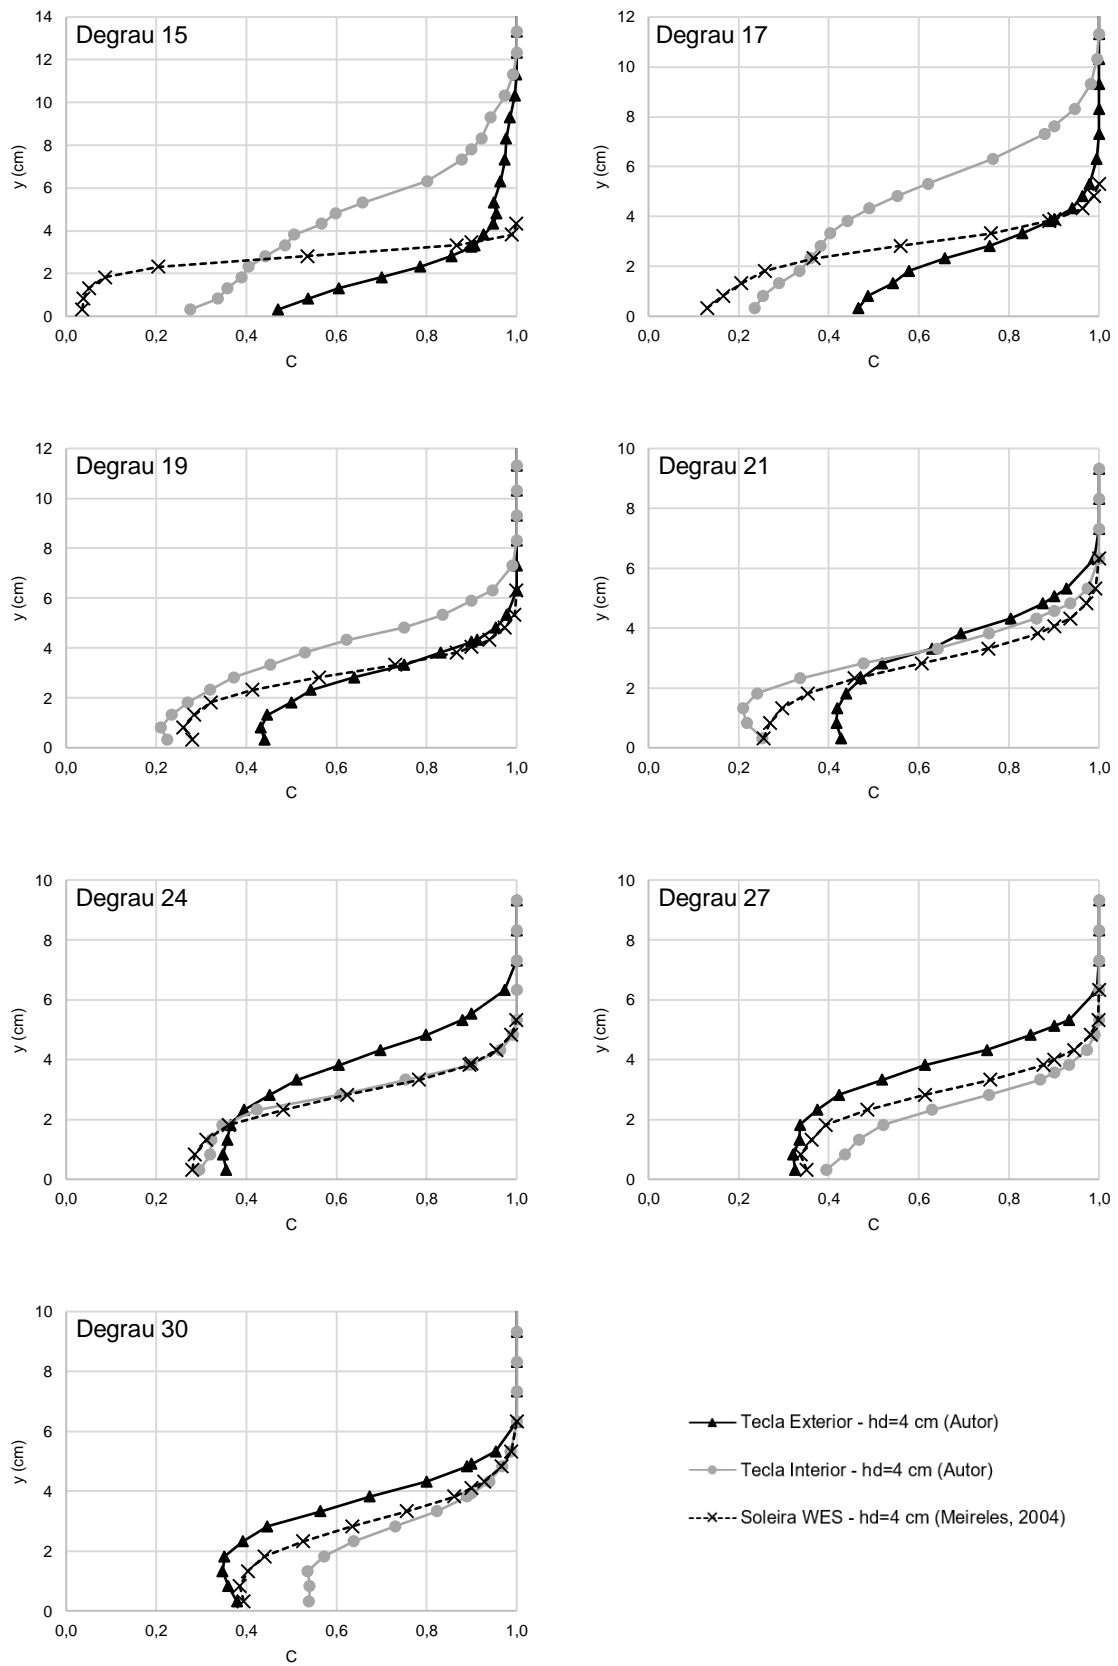 Degrau 15
14
12
10
8
6
4
2
0
y (cm)
0,0 0,2 0,4 0,6 0,8 1,0
C
Degrau 17
12
10
8
6
4
2
0
y (cm)
0,0 0,2 0,4 0,6 0,8 1,0
C
Degrau 19
12
10
8
6
4
2
0
y (cm)
0,0 0,2 0,4 0,6 0,8 1,0
C
Degrau 21
10
8
6
4
2
0
y (cm)
0,0 0,2 0,4 0,6 0,8 1,0
C
Degrau 24
10
8
6
4
2
0
y (cm)
0,0 0,2 0,4 0,6 0,8 1,0
C
Degrau 27
10
8
6
4
2
0
y (cm)
0,0 0,2 0,4 0,6 0,8 1,0
C
Degrau 30
10
8
6
4
2
0
y (cm)
0,0 0,2 0,4 0,6 0,8 1,0
C
Tecla Exterior - hd=4 cm (Autor)
Tecla Interior - hd=4 cm (Autor)
Soleira WES - hd=4 cm (Meireles, 2004)